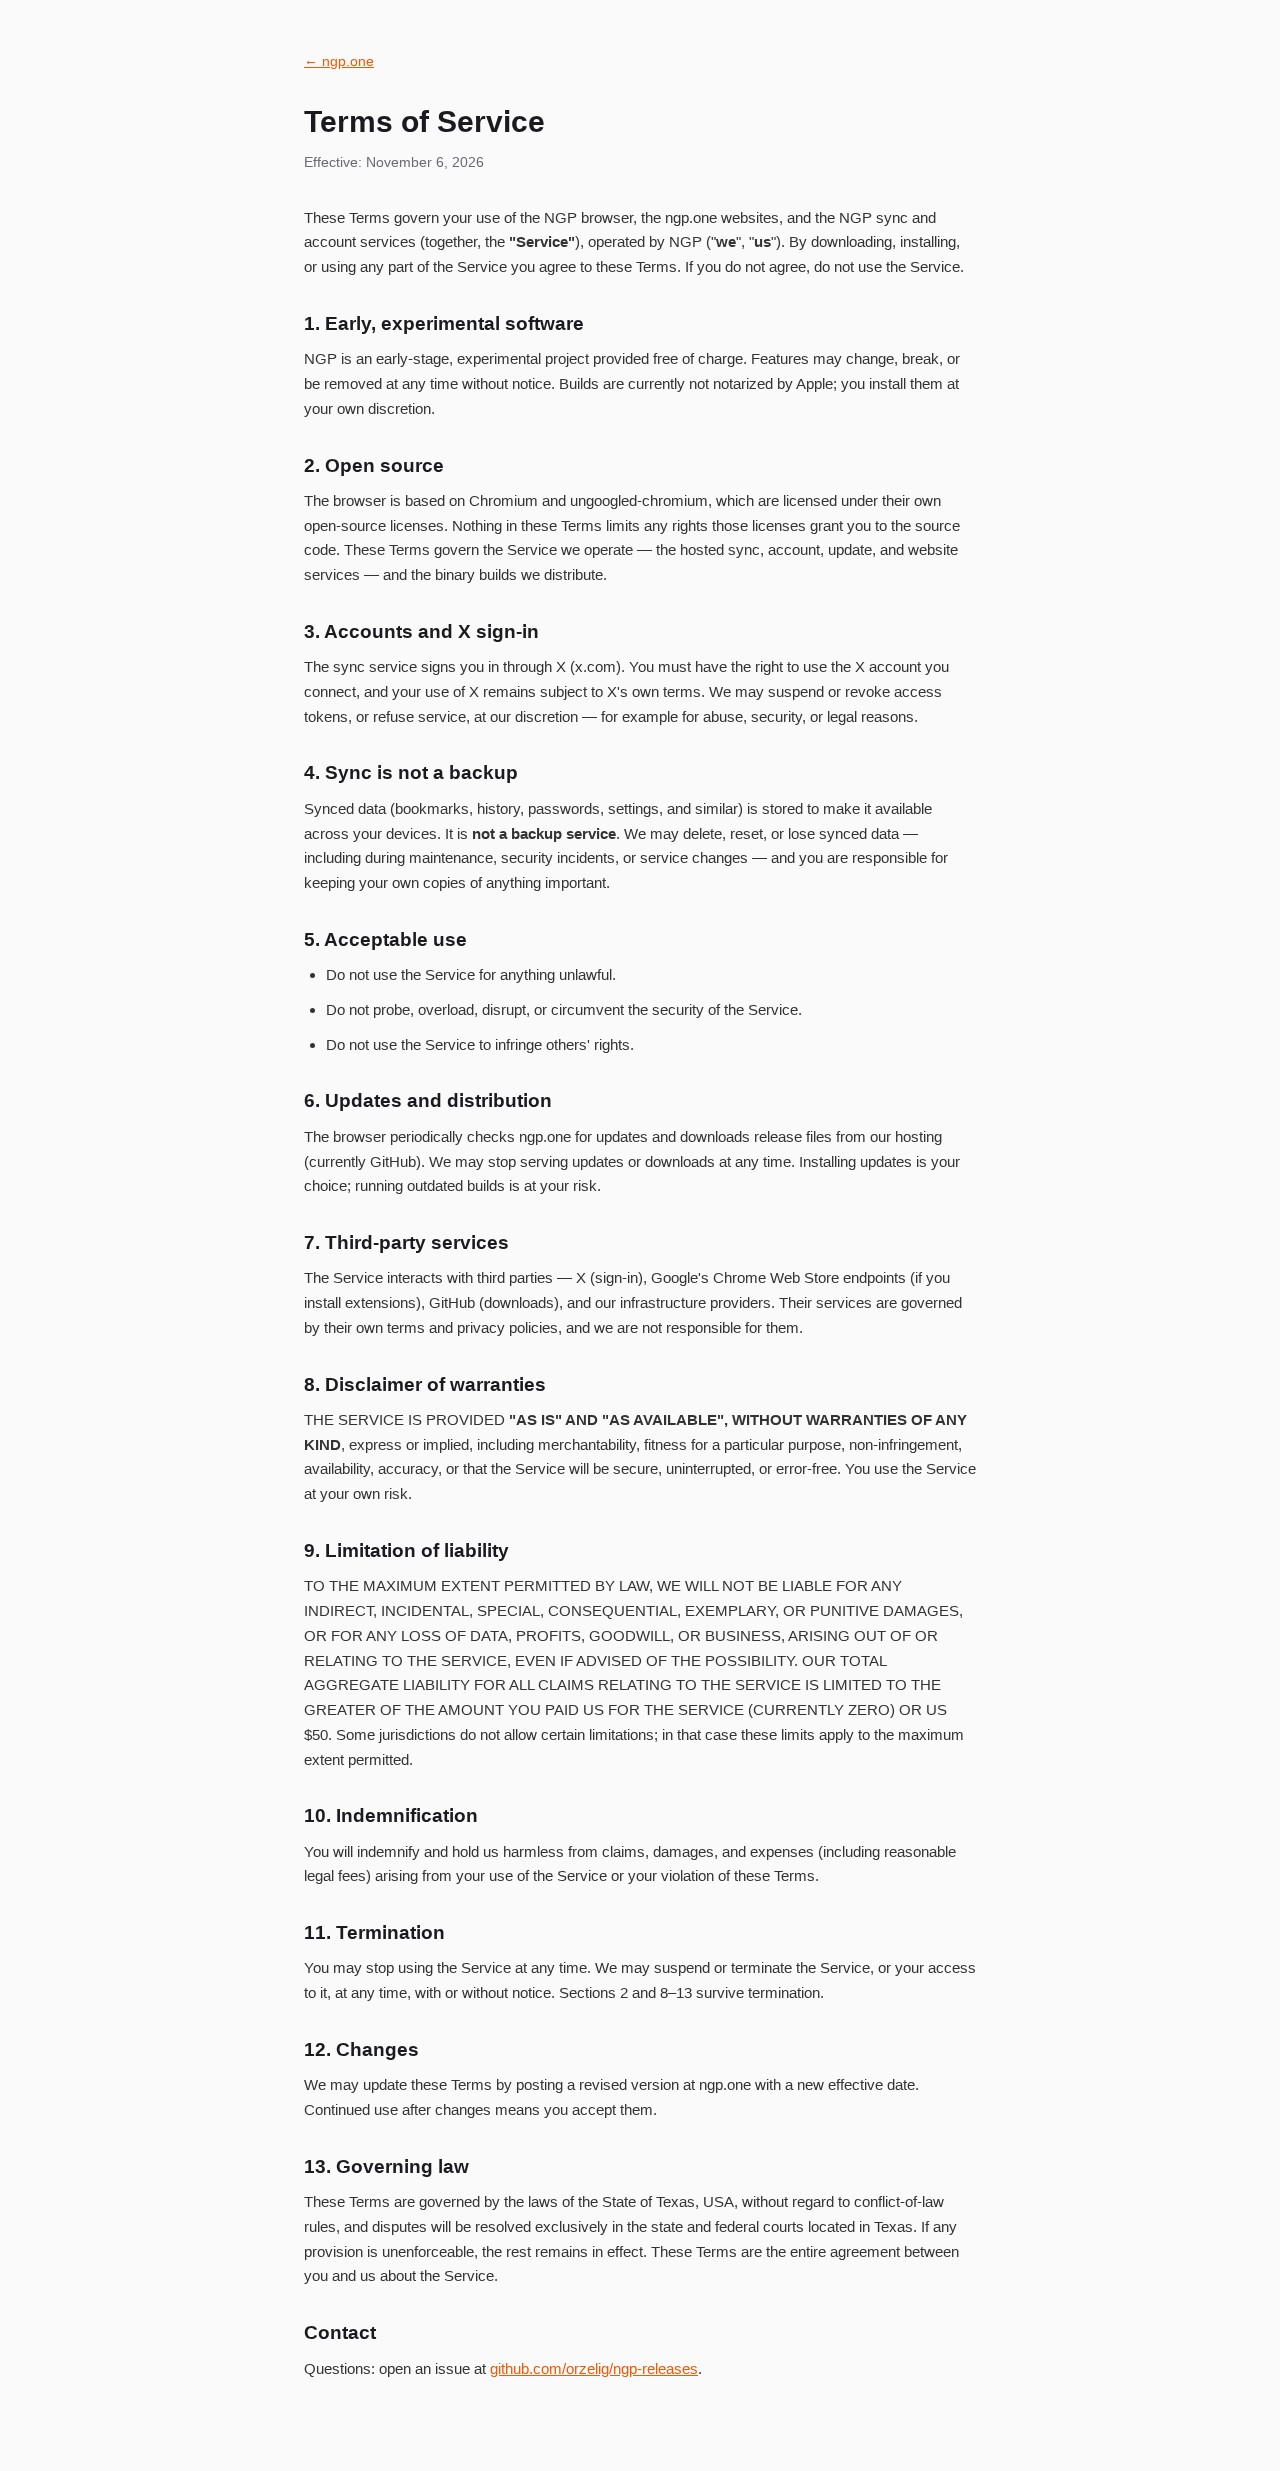 ← ngp.one
Terms of Service
Effective: November 6, 2026
These Terms govern your use of the NGP browser, the ngp.one websites, and the NGP sync and
account services (together, the "Service"), operated by NGP ("we", "us"). By downloading, installing,
or using any part of the Service you agree to these Terms. If you do not agree, do not use the Service.
1. Early, experimental software
NGP is an early-stage, experimental project provided free of charge. Features may change, break, or
be removed at any time without notice. Builds are currently not notarized by Apple; you install them at
your own discretion.
2. Open source
The browser is based on Chromium and ungoogled-chromium, which are licensed under their own
open-source licenses. Nothing in these Terms limits any rights those licenses grant you to the source
code. These Terms govern the Service we operate — the hosted sync, account, update, and website
services — and the binary builds we distribute.
3. Accounts and X sign-in
The sync service signs you in through X (x.com). You must have the right to use the X account you
connect, and your use of X remains subject to X's own terms. We may suspend or revoke access
tokens, or refuse service, at our discretion — for example for abuse, security, or legal reasons.
4. Sync is not a backup
Synced data (bookmarks, history, passwords, settings, and similar) is stored to make it available
across your devices. It is not a backup service. We may delete, reset, or lose synced data —
including during maintenance, security incidents, or service changes — and you are responsible for
keeping your own copies of anything important.
5. Acceptable use
• Do not use the Service for anything unlawful.
• Do not probe, overload, disrupt, or circumvent the security of the Service.
• Do not use the Service to infringe others' rights.
6. Updates and distribution
The browser periodically checks ngp.one for updates and downloads release files from our hosting
(currently GitHub). We may stop serving updates or downloads at any time. Installing updates is your
choice; running outdated builds is at your risk.
7. Third-party services
The Service interacts with third parties — X (sign-in), Google's Chrome Web Store endpoints (if you
install extensions), GitHub (downloads), and our infrastructure providers. Their services are governed
by their own terms and privacy policies, and we are not responsible for them.
8. Disclaimer of warranties
THE SERVICE IS PROVIDED "AS IS" AND "AS AVAILABLE", WITHOUT WARRANTIES OF ANY
KIND, express or implied, including merchantability, fitness for a particular purpose, non-infringement,
availability, accuracy, or that the Service will be secure, uninterrupted, or error-free. You use the Service
at your own risk.
9. Limitation of liability
TO THE MAXIMUM EXTENT PERMITTED BY LAW, WE WILL NOT BE LIABLE FOR ANY
INDIRECT, INCIDENTAL, SPECIAL, CONSEQUENTIAL, EXEMPLARY, OR PUNITIVE DAMAGES,
OR FOR ANY LOSS OF DATA, PROFITS, GOODWILL, OR BUSINESS, ARISING OUT OF OR
RELATING TO THE SERVICE, EVEN IF ADVISED OF THE POSSIBILITY. OUR TOTAL
AGGREGATE LIABILITY FOR ALL CLAIMS RELATING TO THE SERVICE IS LIMITED TO THE
GREATER OF THE AMOUNT YOU PAID US FOR THE SERVICE (CURRENTLY ZERO) OR US
$50. Some jurisdictions do not allow certain limitations; in that case these limits apply to the maximum
extent permitted.
10. Indemnification
You will indemnify and hold us harmless from claims, damages, and expenses (including reasonable
legal fees) arising from your use of the Service or your violation of these Terms.
11. Termination
You may stop using the Service at any time. We may suspend or terminate the Service, or your access
to it, at any time, with or without notice. Sections 2 and 8–13 survive termination.
12. Changes
We may update these Terms by posting a revised version at ngp.one with a new effective date.
Continued use after changes means you accept them.
13. Governing law
These Terms are governed by the laws of the State of Texas, USA, without regard to conflict-of-law
rules, and disputes will be resolved exclusively in the state and federal courts located in Texas. If any
provision is unenforceable, the rest remains in effect. These Terms are the entire agreement between
you and us about the Service.
Contact
Questions: open an issue at github.com/orzelig/ngp-releases.